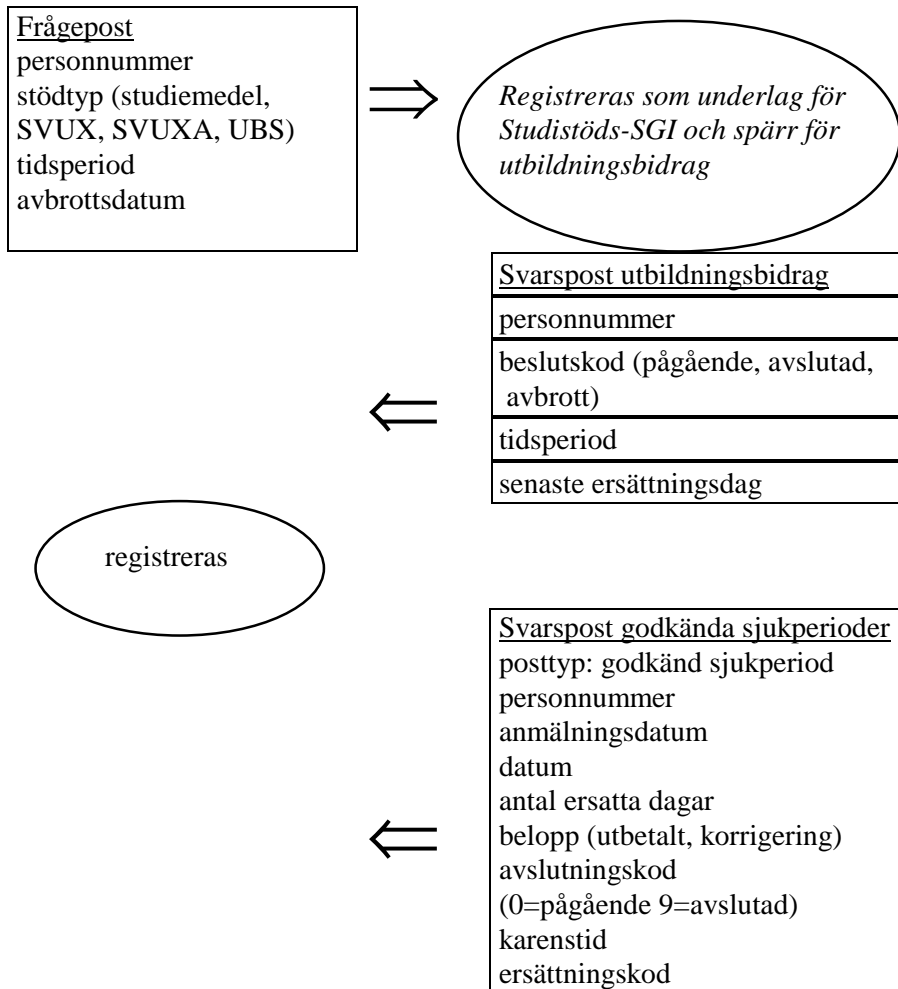 Frågepost
personnummer
stödtyp (studiemedel,
SVUX, SVUXA, UBS)
tidsperiod
avbrottsdatum
Registreras som underlag för
Studistöds-SGI och spärr för
utbildningsbidrag
Svarspost utbildningsbidrag
personnummer
beslutskod (pågående, avslutad,
avbrott)
tidsperiod
senaste ersättningsdag
registreras
Svarspost godkända sjukperioder
posttyp: godkänd sjukperiod
personnummer
anmälningsdatum
datum
antal ersatta dagar
belopp (utbetalt, korrigering)
avslutningskod
(0=pågående 9=avslutad)
karenstid
ersättningskod